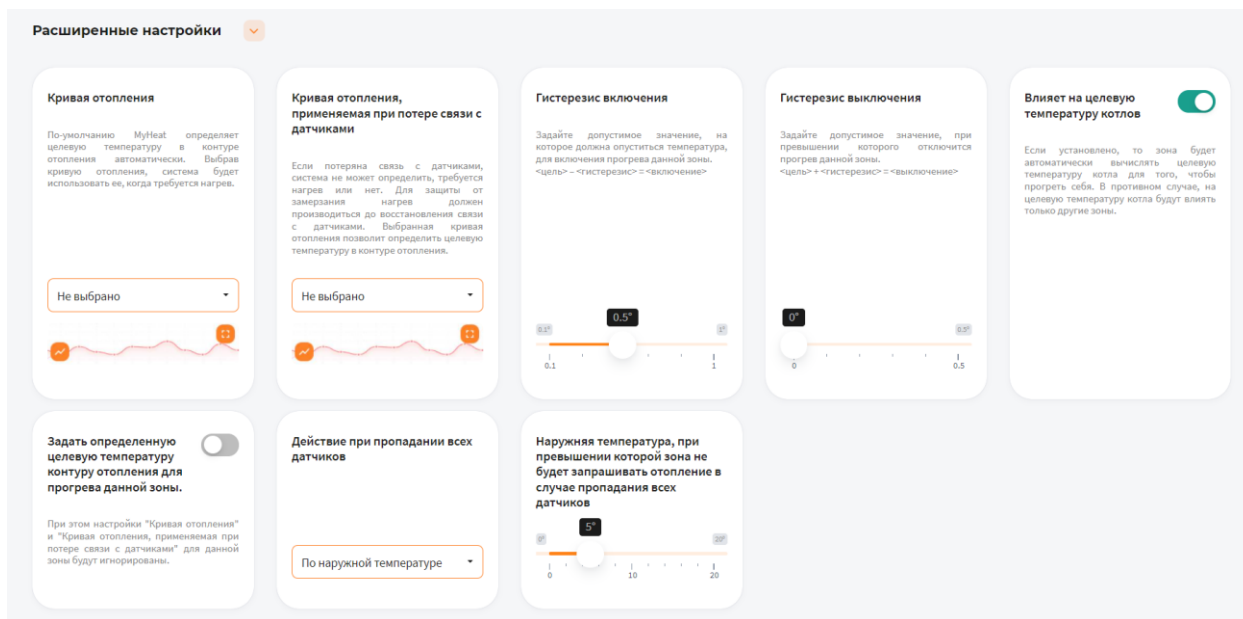 Расширенные настройки
Кривая отопления
По-умолчанию MyHeat определяет
целевую температуру в контуре
отопления автоматически. Выбрав
кривую отопления, система будет
использовать ее, когда требуется нагрев.
Не выбрано
Кривая отопления,
применяемая при потере связи с
датчиками
Если потеряна связь с датчиками,
система не может определить, требуется
нагрев или нет. Для защиты от
замерзания нагрев должен
производиться до восстановления связи
с датчиками. Выбранная кривая
отопления позволит определить целевую
температуру в контуре отопления.
Не выбрано
Гистерезис включения
Задайте допустимое значение, на
которое должна опуститься температура,
для включения прогрева данной зоны.
<цель> – <гистерезис> = <включение>
0.5°
0.1°
1°
0.1
1
Гистерезис выключения
Задайте допустимое значение, при
превышении которого отключится
прогрев данной зоны.
<цель> + <гистерезис> = <выключение>
0°
0.5°
0
0.5
Влияет на целевую
температуру котлов
Если установлено, то зона будет
автоматически вычислять целевую
температуру котла для того, чтобы
прогреть себя. В противном случае, на
целевую температуру котла будут влиять
только другие зоны.
Задать определенную
целевую температуру
контуру отопления для
прогрева данной зоны.
При этом настройки "Кривая отопления"
и "Кривая отопления, применяемая при
потере связи с датчиками" для данной
зоны будут игнорированы.
Действие при пропадании всех
датчиков
По наружной температуре
Наружняя температура, при
превышении которой зона не
будет запрашивать отопление в
случае пропадания всех
датчиков
5°
0°
20°
0
10
20